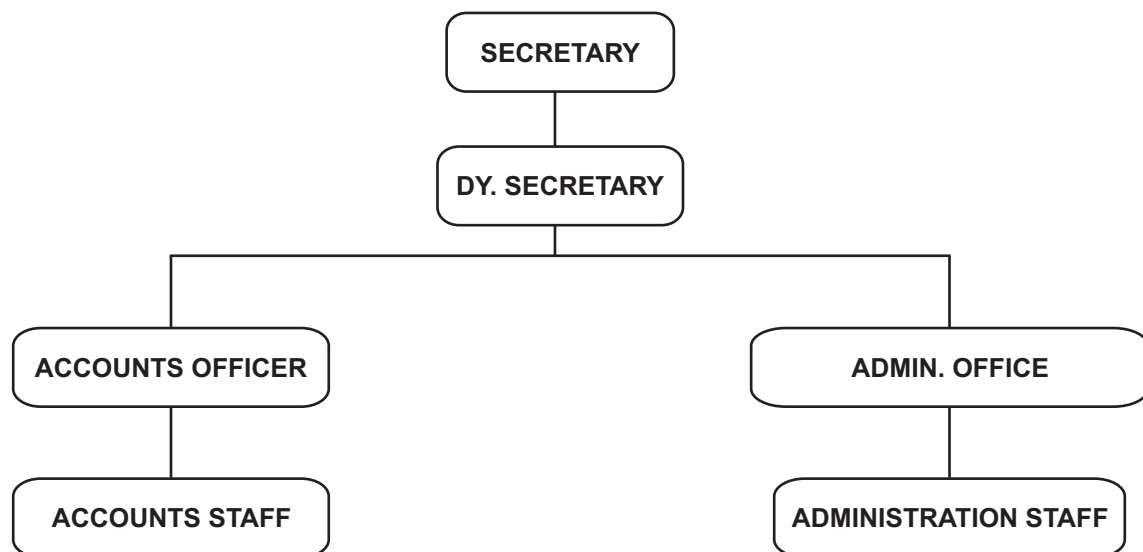 SECRETARY
DY. SECRETARY
ACCOUNTS OFFICER
ADMIN. OFFICE
ACCOUNTS STAFF
ADMINISTRATION STAFF